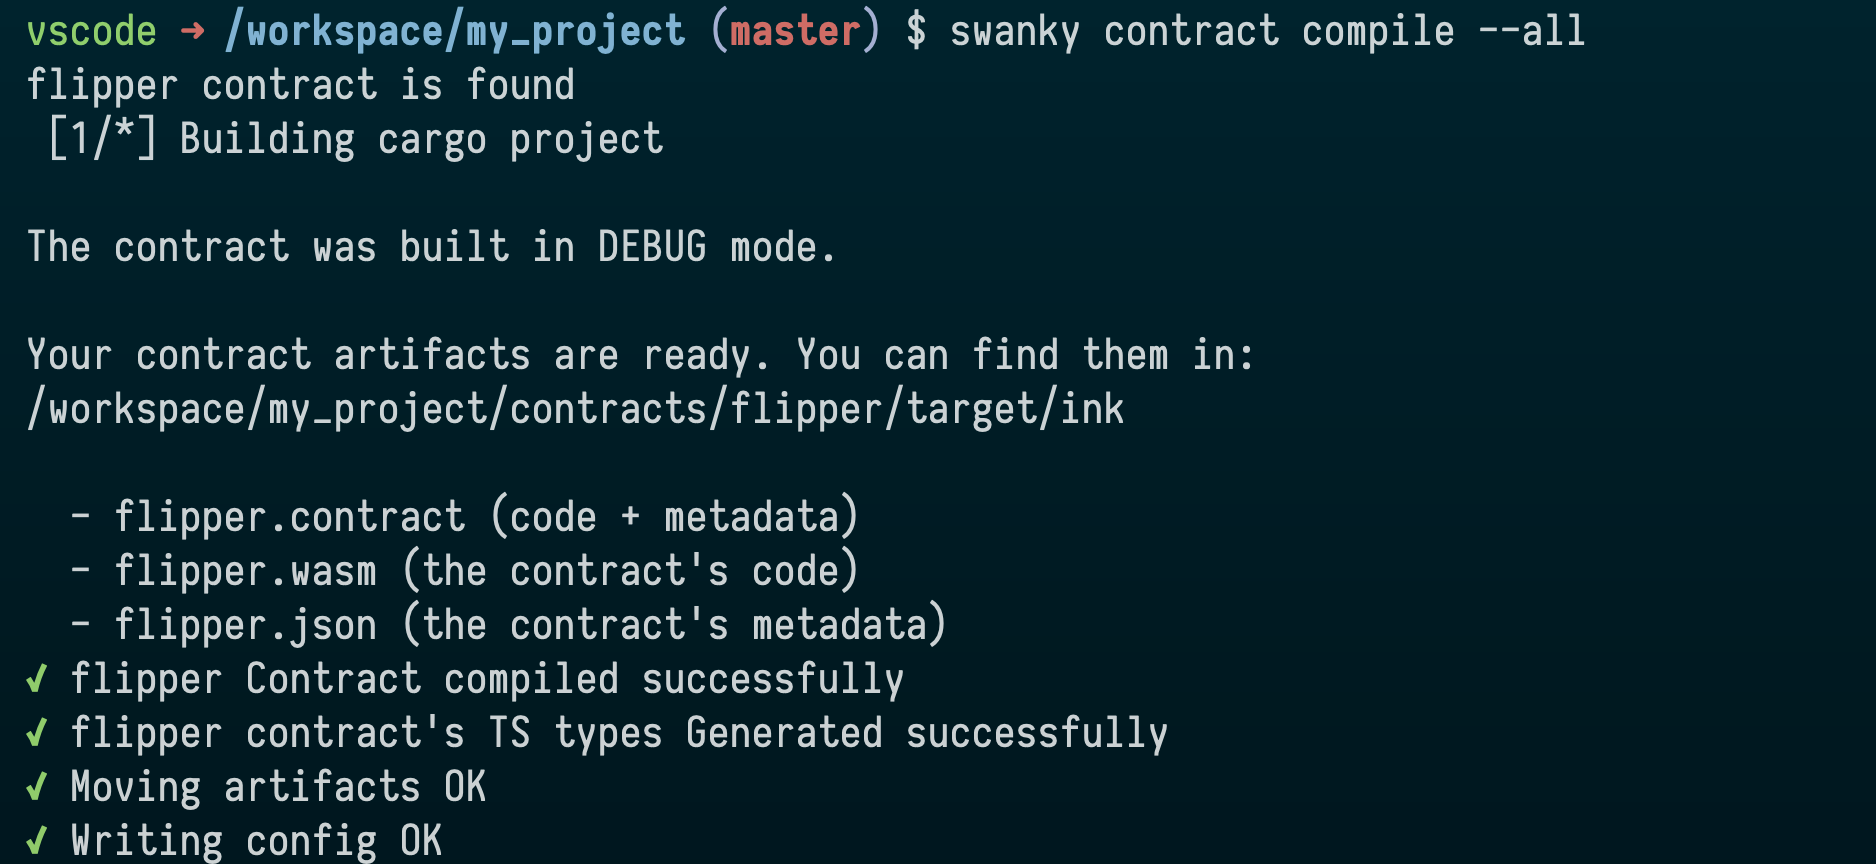 vscode ➜ /workspace/my_project (master) $ swanky contract compile --all
flipper contract is found
[1/*] Building cargo project
The contract was built in DEBUG mode.
Your contract artifacts are ready. You can find them in:
/workspace/my_project/contracts/flipper/target/ink
- flipper.contract (code + metadata)
- flipper.wasm (the contract's code)
- flipper.json (the contract's metadata)
✓ flipper Contract compiled successfully
✓ flipper contract's TS types Generated successfully
✓ Moving artifacts OK
✓ Writing config OK